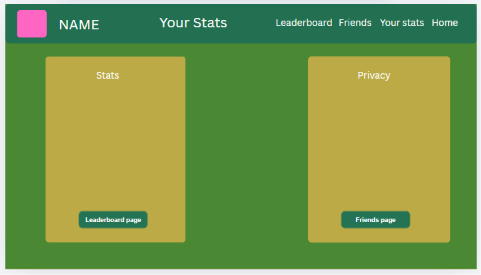 NAME
Your Stats
Leaderboard Friends Your stats Home
Stats
Privacy
Leaderboard page
Friends page